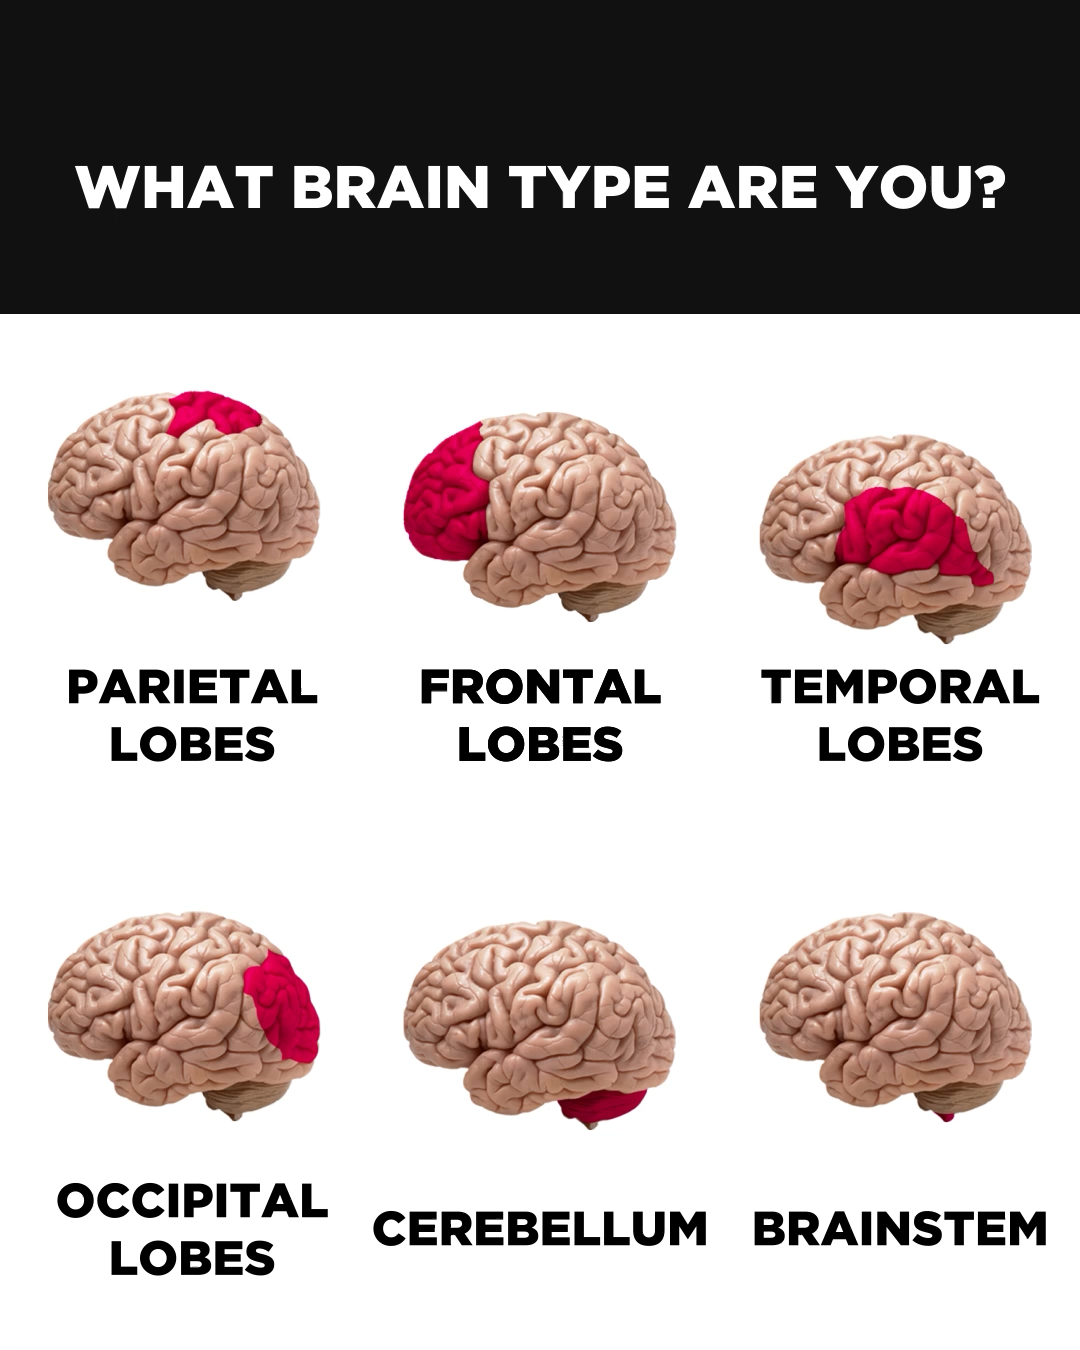 WHAT BRAIN TYPE ARE YOU?
PARIETAL
LOBES
FRONTAL
LOBES
TEMPORAL
LOBES
OCCIPITAL
LOBES
CEREBELLUM
BRAINSTEM